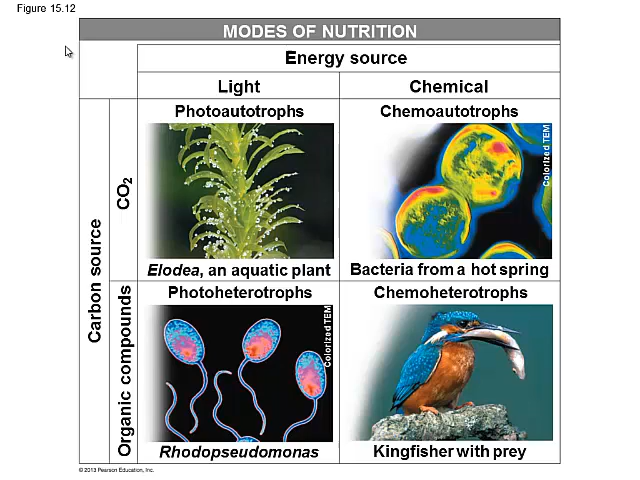 Figure 15.12
MODES OF NUTRITION
Energy source
Light
Chemical
Carbon source
CO2
Photoautotrophs
Chemoautotrophs
Colorized TEM
Elodea, an aquatic plant
Bacteria from a hot spring
Organic compounds
Photoheterotrophs
Chemoheterotrophs
Colorized TEM
Rhodopseudomonas
Kingfisher with prey
© 2013 Pearson Education, Inc.